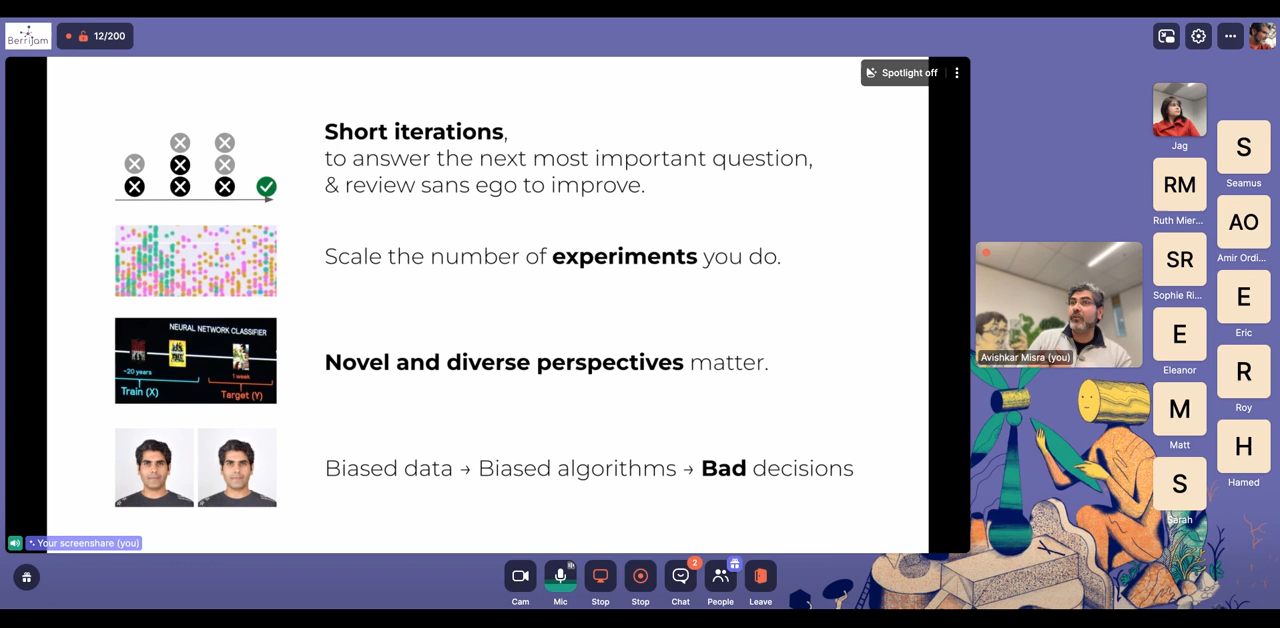 Berrijam
12/200
Spotlight off
Short iterations,
to answer the next most important question,
& review sans ego to improve.
Scale the number of experiments you do.
NEURAL NETWORK CLASSIFIER
~20 years
1 week
Train (X)
Target (Y)
Novel and diverse perspectives matter.
Biased data → Biased algorithms → Bad decisions
Your screenshare (you)
Avishkar Misra (you)
Jag
S
Seamus
RM
Ruth Mier...
AO
Amir Ordi...
SR
Sophie Ri...
E
Eric
E
Eleanor
R
Roy
M
Matt
H
Hamed
S
Sarah
2
Cam
Mic
Stop
Stop
Chat
People
Leave